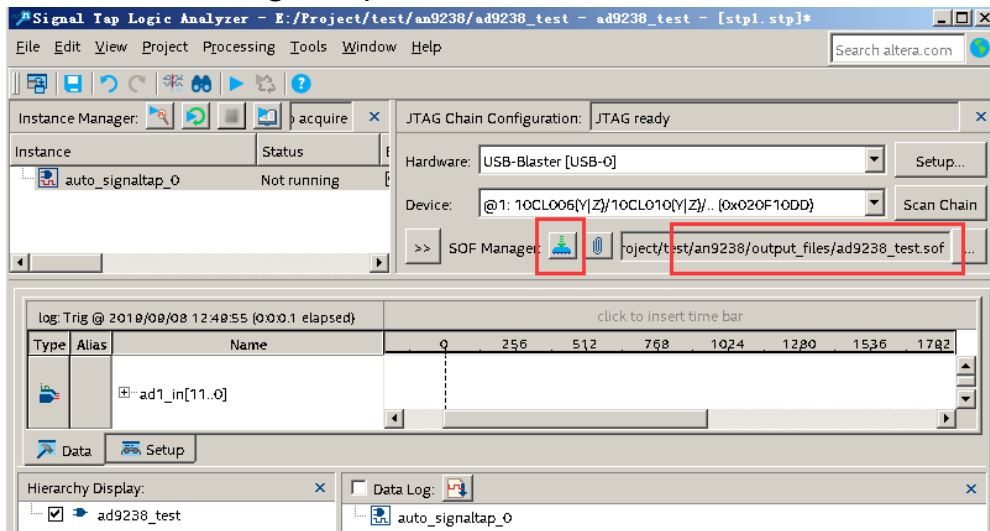 Signal Tap Logic Analyzer - E:/Project/test/an9238/ad9238_test - ad9238_test - [stp1.stp]*
File Edit View Project Processing Tools Window Help
Search altera.com
Instance Manager: acquire
JTAG Chain Configuration: JTAG ready
Instance Status
Hardware: USB-Blaster [USB-0] Setup...
auto_signaltap_0 Not running
Device: @1: 10CL006(Y|Z)/10CL010(Y|Z)/.. (0x020F10DD) Scan Chain
>> SOF Manager: roject/test/an9238/output_files/ad9238_test.sof ...
log: Trig @ 2019/09/08 12:49:55 (0:0:0.1 elapsed) click to insert time bar
Type Alias Name 0 256 512 768 1024 1280 1536 1792
ad1_in[11..0]
Data Setup
Hierarchy Display: Data Log:
ad9238_test auto_signaltap_0